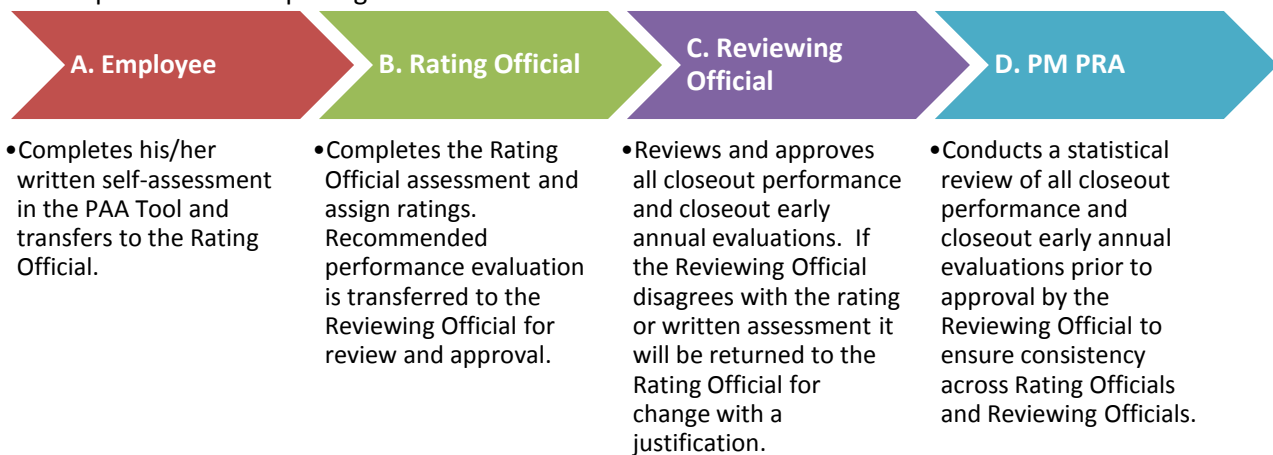 A. Employee
B. Rating Official
C. Reviewing
Official
D. PM PRA
•Completes his/her
written self-assessment
in the PAA Tool and
transfers to the Rating
Official.
•Completes the Rating
Official assessment and
assign ratings.
Recommended
performance evaluation
is transferred to the
Reviewing Official for
review and approval.
•Reviews and approves
all closeout performance
and closeout early
annual evaluations.  If
the Reviewing Official
disagrees with the rating
or written assessment it
will be returned to the
Rating Official for
change with a
justification.
•Conducts a statistical
review of all closeout
performance and
closeout early annual
evaluations prior to
approval by the
Reviewing Official to
ensure consistency
across Rating Officials
and Reviewing Officials.